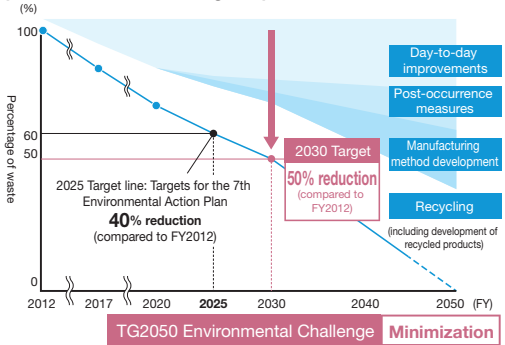 (%)
100
Percentage of waste
60
50
0
Day-to-day
improvements
Post-occurrence
measures
Manufacturing
method development
Recycling
(including development of
recycled products)
2030 Target
50% reduction
(compared to
FY2012)
2025 Target line: Targets for the 7th
Environmental Action Plan
40% reduction
(compared to FY2012)
2012 2017 2020 2025 2030 2040 2050 (FY)
TG2050 Environmental Challenge Minimization